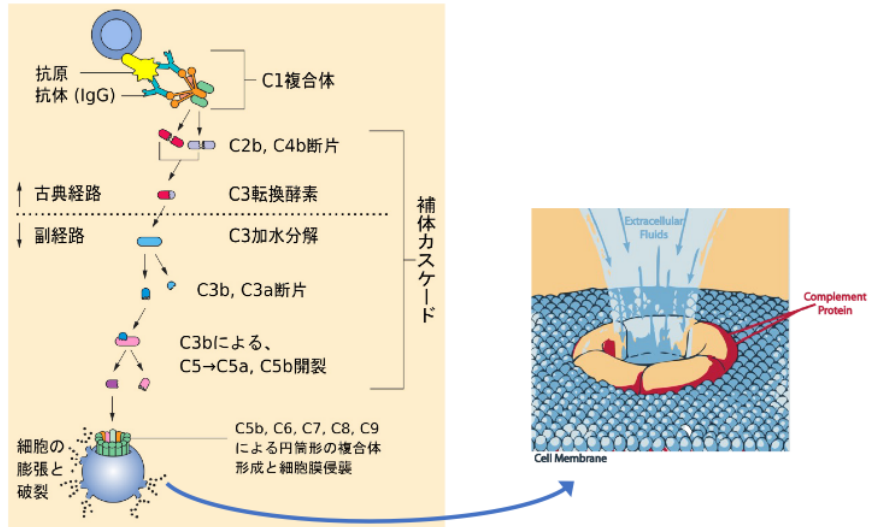 抗原
抗体 (IgG)
C1複合体
C2b, C4b断片
古典経路
C3転換酵素
副経路
C3加水分解
C3b, C3a断片
C3bによる、
C5→C5a, C5b開裂
補体カスケード
細胞の
膨張と
破裂
C5b, C6, C7, C8, C9
による円筒形の複合体
形成と細胞膜侵襲
Extracellular
Fluids
Complement
Protein
Cell Membrane